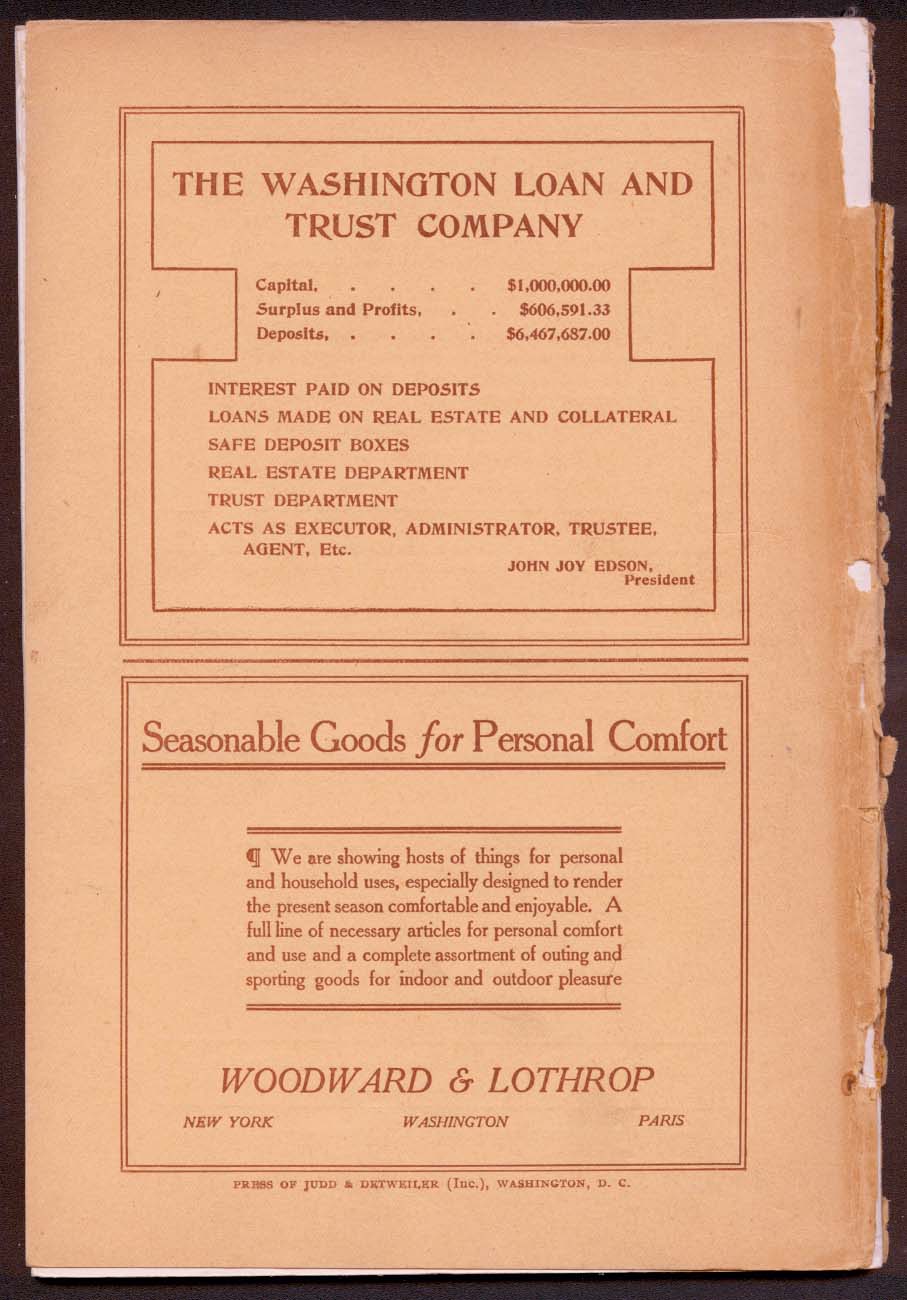 THE WASHINGTON LOAN AND
TRUST COMPANY
Capital, . . . . $1,000,000.00
Surplus and Profits, . . $606,591.33
Deposits, . . . . $6,467,687.00
INTEREST PAID ON DEPOSITS
LOANS MADE ON REAL ESTATE AND COLLATERAL
SAFE DEPOSIT BOXES
REAL ESTATE DEPARTMENT
TRUST DEPARTMENT
ACTS AS EXECUTOR, ADMINISTRATOR, TRUSTEE,
AGENT, Etc.
JOHN JOY EDSON,
President
Seasonable Goods for Personal Comfort
¶ We are showing hosts of things for personal
and household uses, especially designed to render
the present season comfortable and enjoyable. A
full line of necessary articles for personal comfort
and use and a complete assortment of outing and
sporting goods for indoor and outdoor pleasure
WOODWARD & LOTHROP
NEW YORK WASHINGTON PARIS
PRESS OF JUDD & DETWEILER (Inc.), WASHINGTON, D. C.